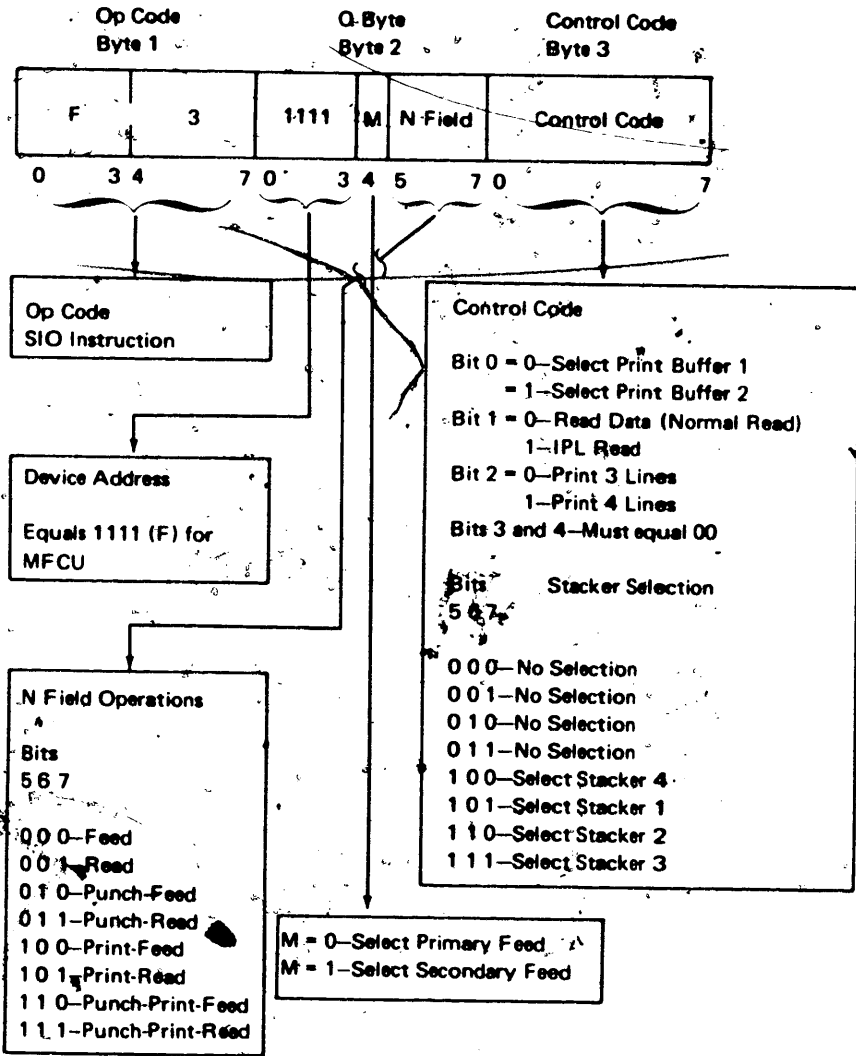 Op Code
Byte 1
Q Byte
Byte 2
Control Code
Byte 3
F 3 1111 M N Field Control Code
0 3 4 7 0 3 4 5 7 0 7
Op Code
SIO Instruction
Device Address
Equals 1111 (F) for
MFCU
N Field Operations
Bits
5 6 7
0 0 0—Feed
0 0 1—Read
0 1 0—Punch-Feed
0 1 1—Punch-Read
1 0 0—Print-Feed
1 0 1—Print-Read
1 1 0—Punch-Print-Feed
1 1 1—Punch-Print-Read
M = 0—Select Primary Feed
M = 1—Select Secondary Feed
Control Code
Bit 0 = 0—Select Print Buffer 1
= 1—Select Print Buffer 2
Bit 1 = 0—Read Data (Normal Read)
1—IPL Read
Bit 2 = 0—Print 3 Lines
1—Print 4 Lines
Bits 3 and 4—Must equal 00
Bits Stacker Selection
5 6 7
0 0 0—No Selection
0 0 1—No Selection
0 1 0—No Selection
0 1 1—No Selection
1 0 0—Select Stacker 4
1 0 1—Select Stacker 1
1 1 0—Select Stacker 2
1 1 1—Select Stacker 3